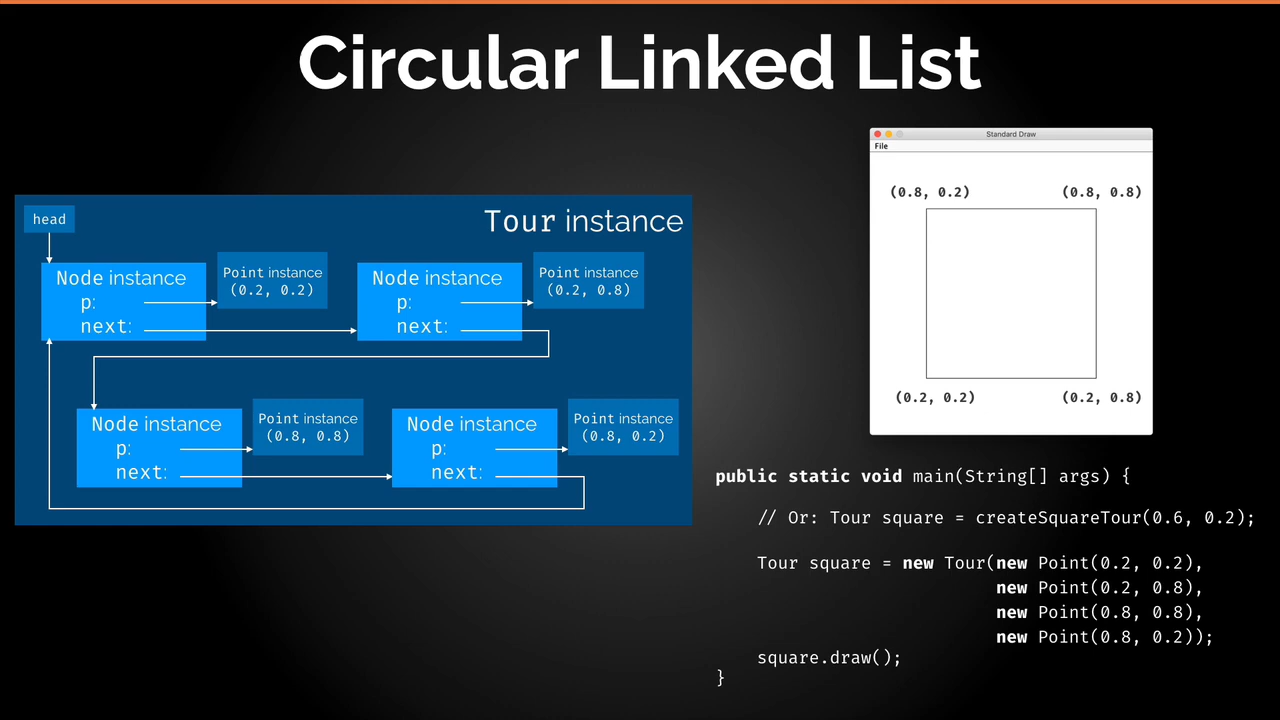 Circular Linked List
head
Tour instance
Node instance
p:
next:
Point instance
(0.2, 0.2)
Node instance
p:
next:
Point instance
(0.2, 0.8)
Node instance
p:
next:
Point instance
(0.8, 0.8)
Node instance
p:
next:
Point instance
(0.8, 0.2)
Standard Draw
File
(0.8, 0.2) (0.8, 0.8)
(0.2, 0.2) (0.2, 0.8)
public static void main(String[] args) {
// Or: Tour square = createSquareTour(0.6, 0.2);
Tour square = new Tour(new Point(0.2, 0.2),
new Point(0.2, 0.8),
new Point(0.8, 0.8),
new Point(0.8, 0.2));
square.draw();
}